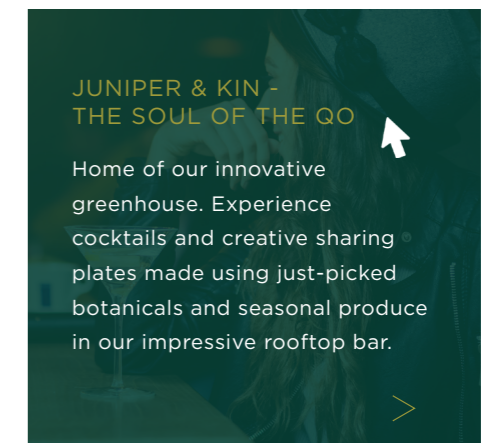 JUNIPER & KIN -
THE SOUL OF THE QO
Home of our innovative
greenhouse. Experience
cocktails and creative sharing
plates made using just-picked
botanicals and seasonal produce
in our impressive rooftop bar.